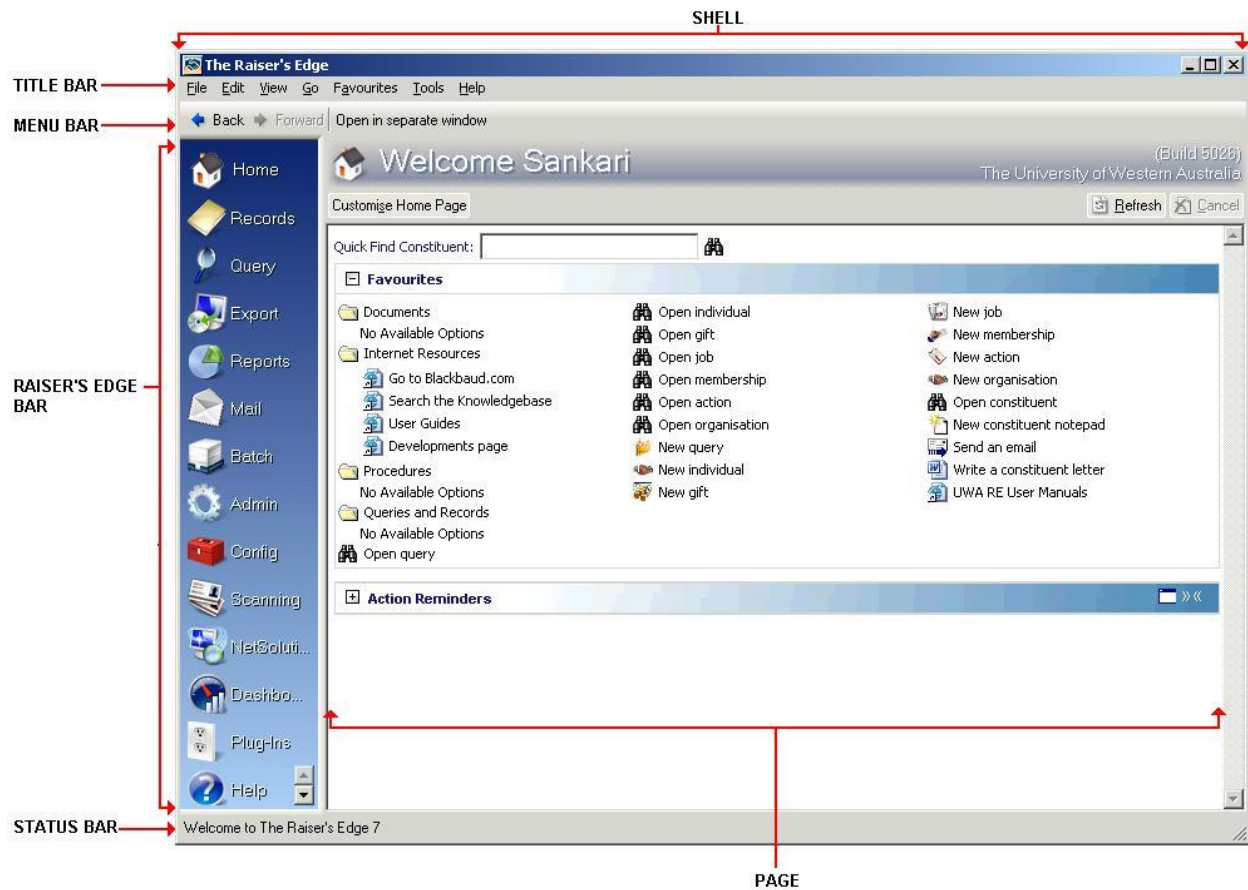 SHELL
The Raiser's Edge
TITLE BAR
File Edit View Go Favourites Tools Help
MENU BAR
Back Forward Open in separate window
RAISER'S EDGE
BAR
Home
Records
Query
Export
Reports
Mail
Batch
Admin
Config
Scanning
NetSoluti...
Dashbo...
Plug-Ins
Help
Welcome Sankari
(Build 5026)
The University of Western Australia
Customise Home Page
Refresh Cancel
Quick Find Constituent:
Favourites
Documents
No Available Options
Internet Resources
Go to Blackbaud.com
Search the Knowledgebase
User Guides
Developments page
Procedures
No Available Options
Queries and Records
No Available Options
Open query
Open individual
Open gift
Open job
Open membership
Open action
Open organisation
New query
New individual
New gift
New job
New membership
New action
New organisation
Open constituent
New constituent notepad
Send an email
Write a constituent letter
UWA RE User Manuals
Action Reminders
STATUS BAR
Welcome to The Raiser's Edge 7
PAGE